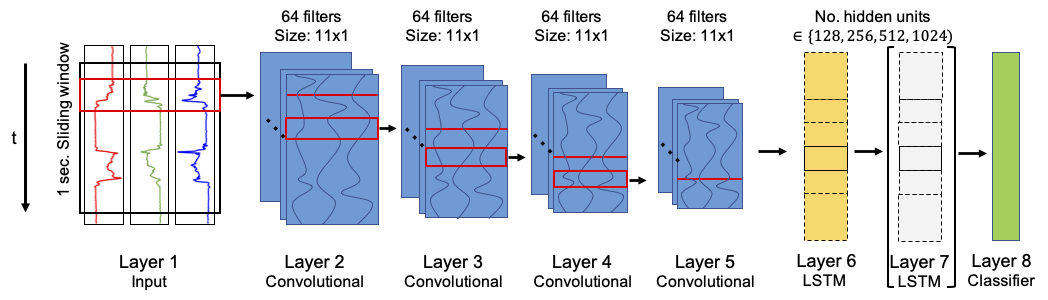 64 filters
Size: 11x1
64 filters
Size: 11x1
64 filters
Size: 11x1
64 filters
Size: 11x1
No. hidden units
∈ {128, 256, 512, 1024)
t
1 sec. Sliding window
Layer 1
Input
Layer 2
Convolutional
Layer 3
Convolutional
Layer 4
Convolutional
Layer 5
Convolutional
Layer 6
LSTM
Layer 7
LSTM
Layer 8
Classifier